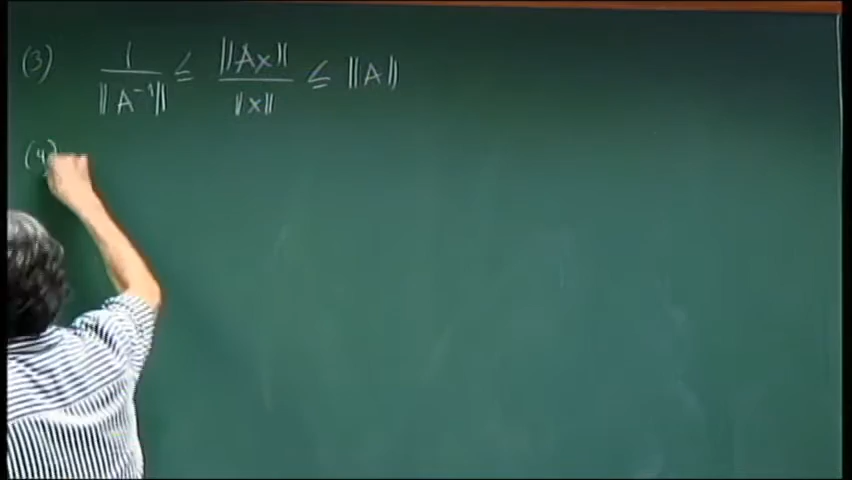 (3) 1/‖A⁻¹‖ ≤ ‖Ax‖/‖x‖ ≤ ‖A‖
(4)